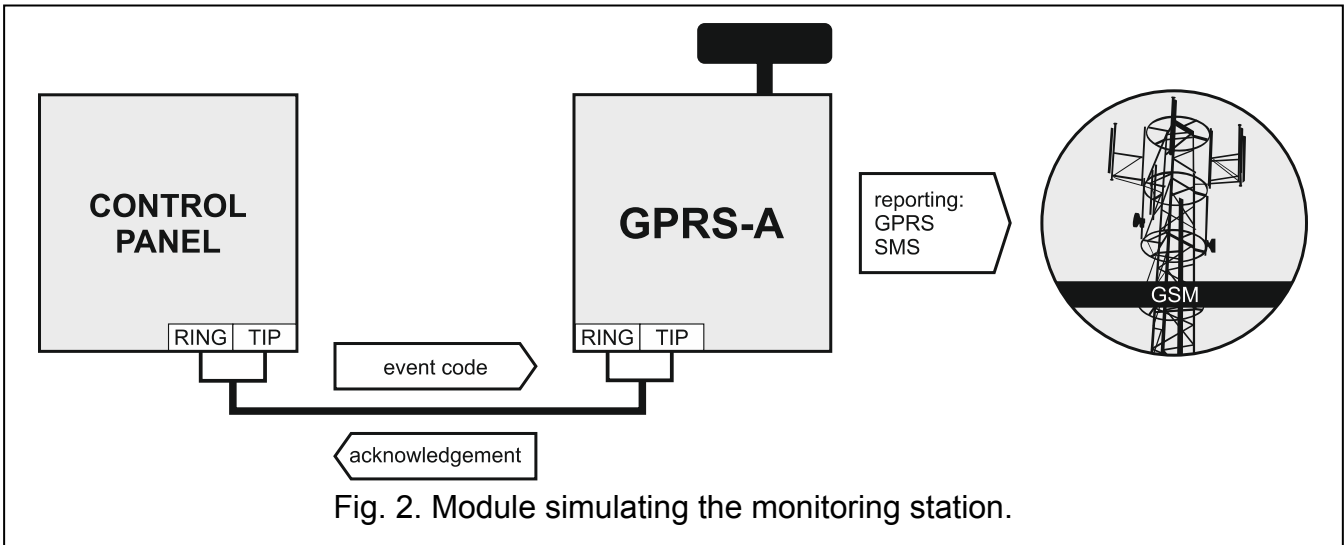 CONTROL
PANEL
RING TIP
GPRS-A
RING TIP
event code
acknowledgement
reporting:
GPRS
SMS
GSM
Fig. 2. Module simulating the monitoring station.